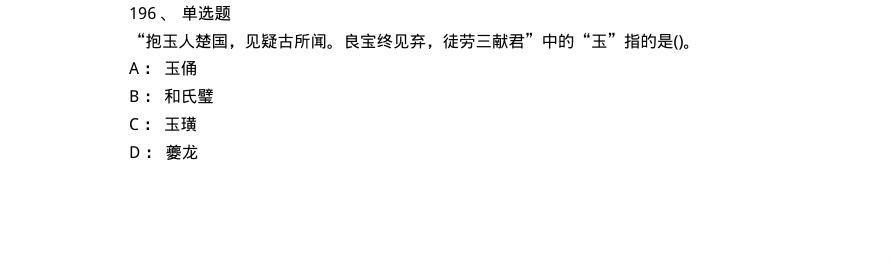 196 、 单选题
“抱玉人楚国，见疑古所闻。良宝终见弃，徒劳三献君”中的“玉”指的是()。
A： 玉俑
B： 和氏璧
C： 玉璜
D： 夔龙